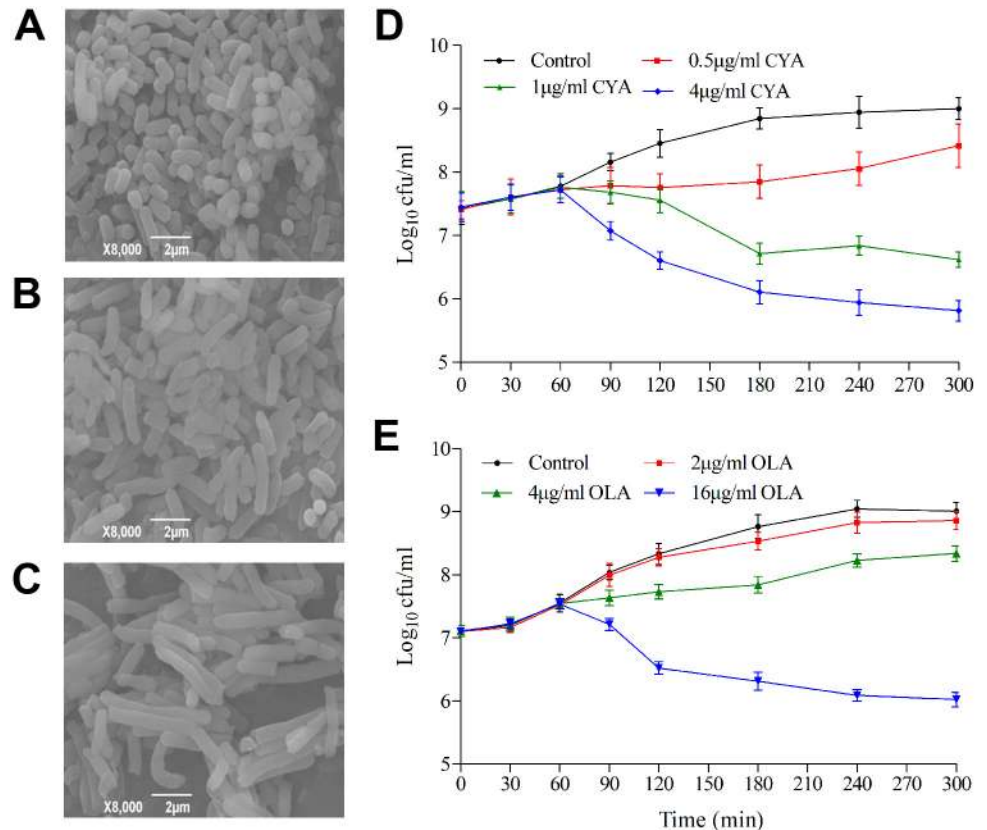 A
X8,000 2μm
B
X8,000 2μm
C
X8,000 2μm
D
Control 0.5μg/ml CYA
1μg/ml CYA 4μg/ml CYA
Log10 cfu/ml
10
9
8
7
6
5
0 30 60 90 120 150 180 210 240 270 300
E
Control 2μg/ml OLA
4μg/ml OLA 16μg/ml OLA
Log10 cfu/ml
10
9
8
7
6
5
0 30 60 90 120 150 180 210 240 270 300
Time (min)